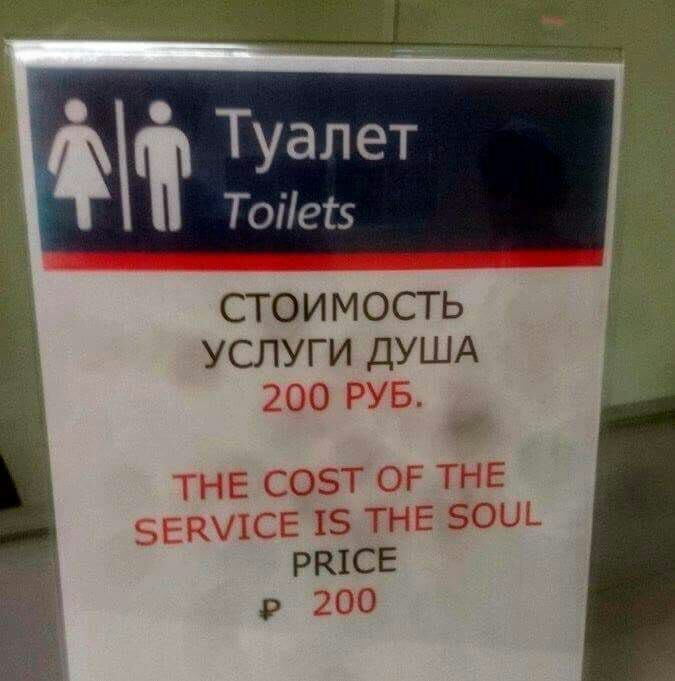 Туалет
Toilets
СТОИМОСТЬ
УСЛУГИ ДУША
200 РУБ.
THE COST OF THE
SERVICE IS THE SOUL
PRICE
₽ 200